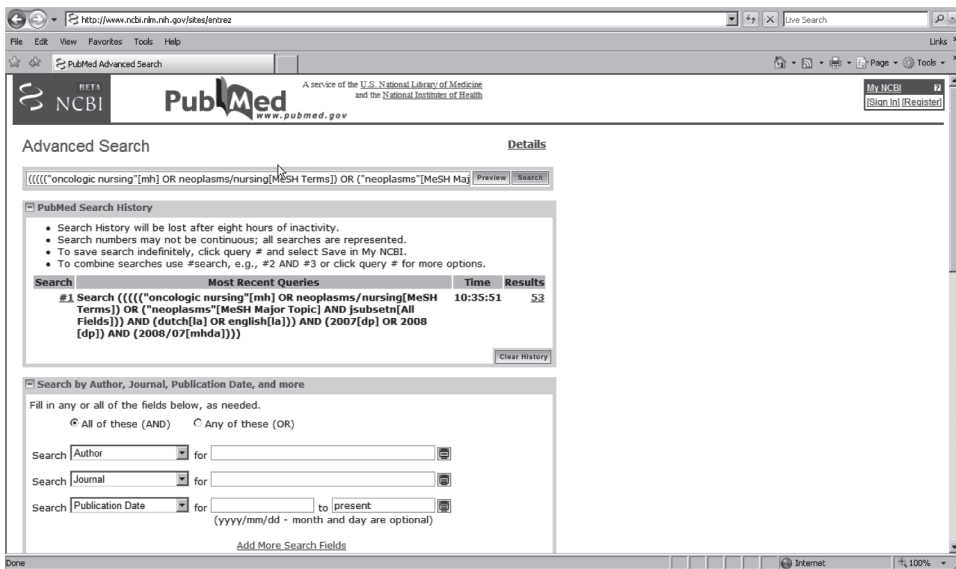 http://www.ncbi.nlm.nih.gov/sites/entrez
Live Search
File Edit View Favorites Tools Help
Links
PubMed Advanced Search
Page Tools
BETA
NCBI
PubMed
www.pubmed.gov
A service of the U.S. National Library of Medicine
and the National Institutes of Health
My NCBI
[Sign In] [Register]
Advanced Search
Details
((((("oncologic nursing"[mh] OR neoplasms/nursing[MeSH Terms]) OR ("neoplasms"[MeSH Maj
Preview Search
PubMed Search History
• Search History will be lost after eight hours of inactivity.
• Search numbers may not be continuous; all searches are represented.
• To save search indefinitely, click query # and select Save in My NCBI.
• To combine searches use #search, e.g., #2 AND #3 or click query # for more options.
Search Most Recent Queries Time Results
#1 Search ((((("oncologic nursing"[mh] OR neoplasms/nursing[MeSH 10:35:51 53
Terms]) OR ("neoplasms"[MeSH Major Topic] AND jsubsetn[All
Fields])) AND (dutch[la] OR english[la])) AND (2007[dp] OR 2008
[dp]) AND (2008/07[mhda])))
Clear History
Search by Author, Journal, Publication Date, and more
Fill in any or all of the fields below, as needed.
All of these (AND) Any of these (OR)
Search Author for
Search Journal for
Search Publication Date for to present
(yyyy/mm/dd - month and day are optional)
Add More Search Fields
Done
Internet
100%